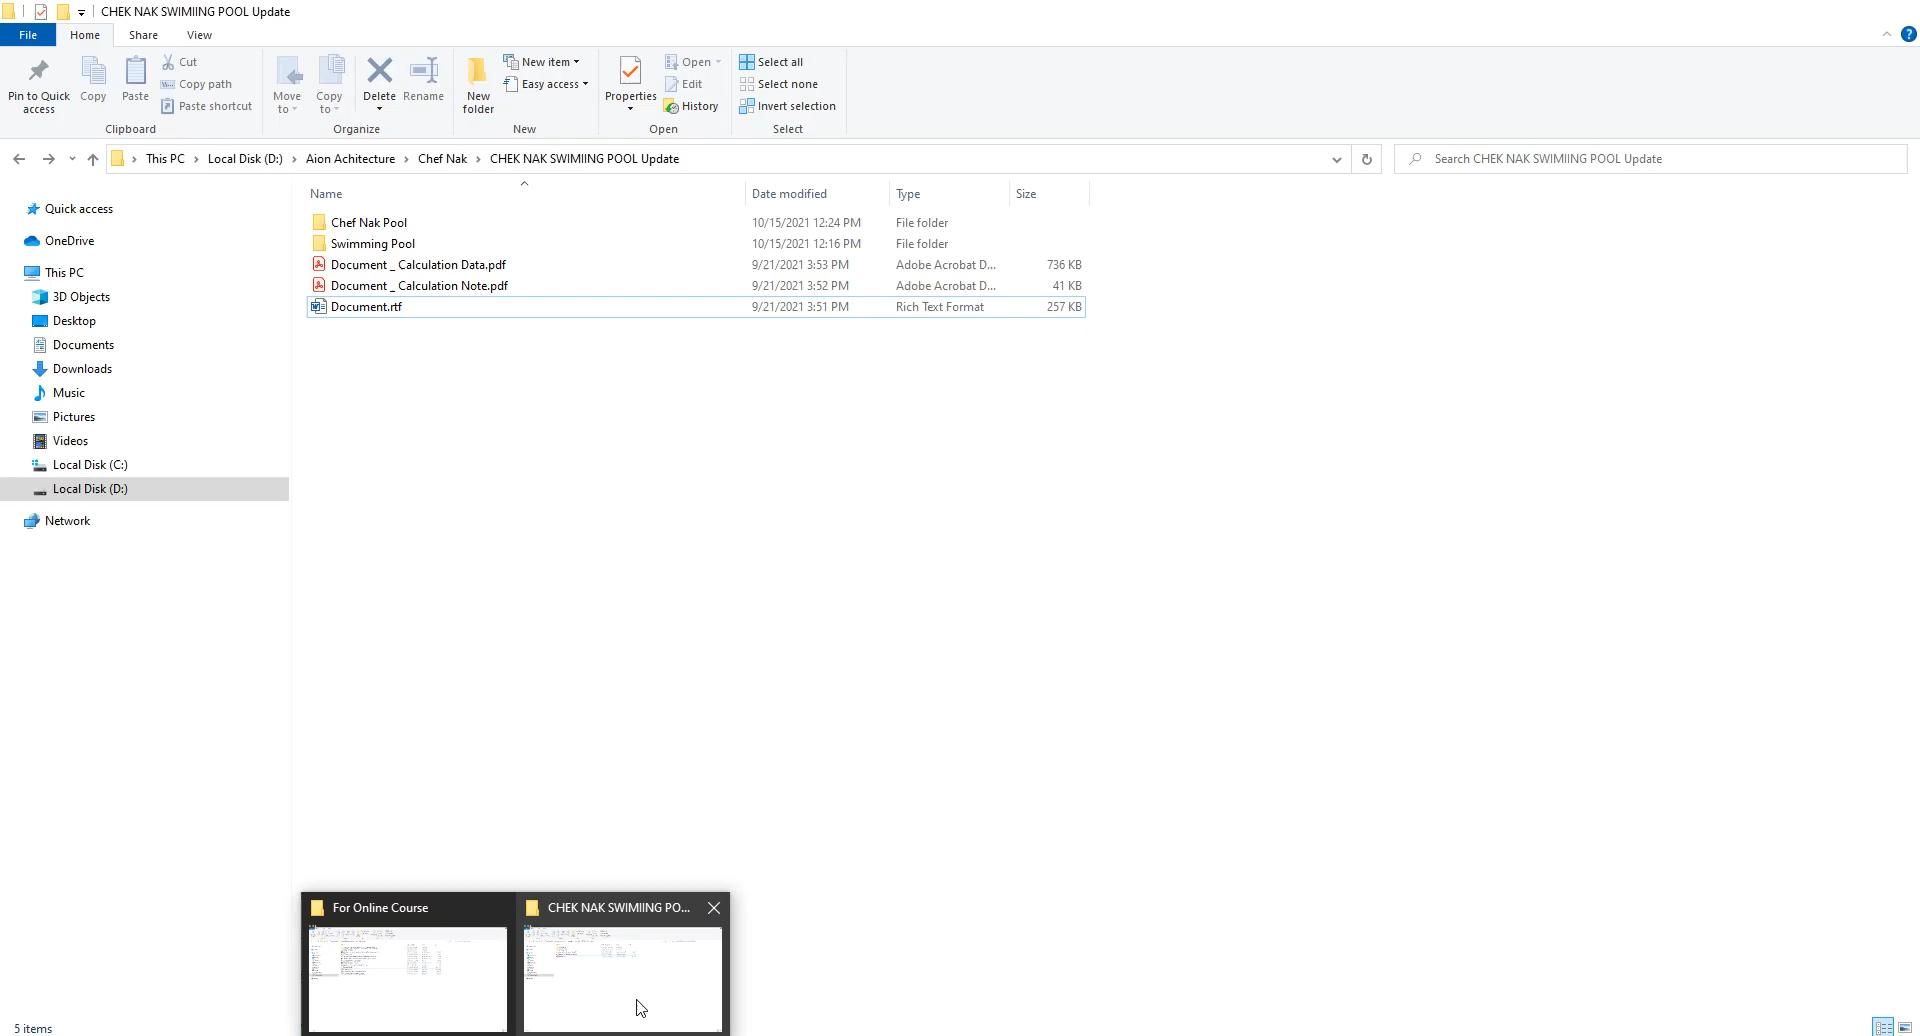 CHEK NAK SWIMIING POOL Update
File Home Share View
Pin to Quick access
Copy
Paste
Cut
Copy path
Paste shortcut
Clipboard
Move to
Copy to
Delete
Rename
Organize
New folder
New item
Easy access
New
Properties
Open
Edit
History
Open
Select all
Select none
Invert selection
Select
This PC › Local Disk (D:) › Aion Achitecture › Chef Nak › CHEK NAK SWIMIING POOL Update
Search CHEK NAK SWIMIING POOL Update
Quick access
OneDrive
This PC
3D Objects
Desktop
Documents
Downloads
Music
Pictures
Videos
Local Disk (C:)
Local Disk (D:)
Network
Name Date modified Type Size
Chef Nak Pool 10/15/2021 12:24 PM File folder
Swimming Pool 10/15/2021 12:16 PM File folder
Document _ Calculation Data.pdf 9/21/2021 3:53 PM Adobe Acrobat D... 736 KB
Document _ Calculation Note.pdf 9/21/2021 3:52 PM Adobe Acrobat D... 41 KB
Document.rtf 9/21/2021 3:51 PM Rich Text Format 257 KB
For Online Course
CHEK NAK SWIMIING PO...
5 items